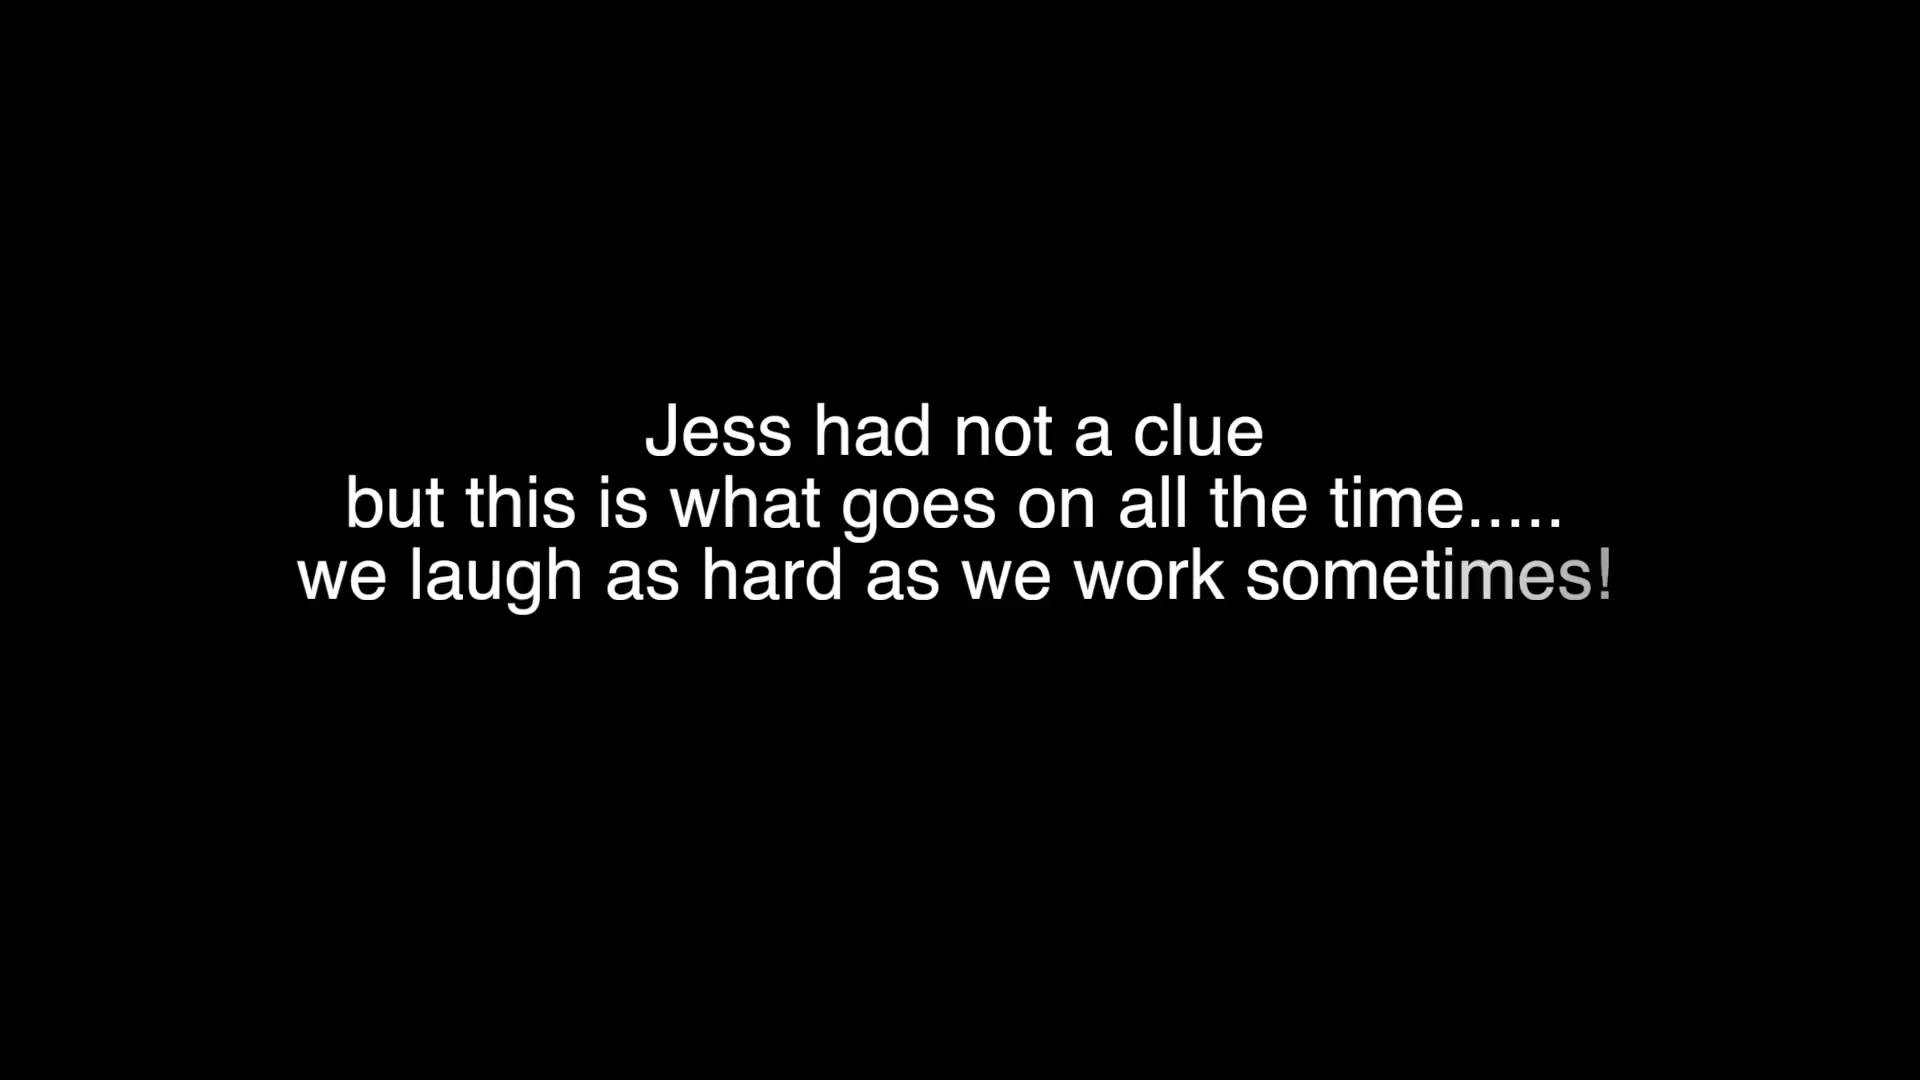 Jess had not a clue
but this is what goes on all the time.....
we laugh as hard as we work sometimes!